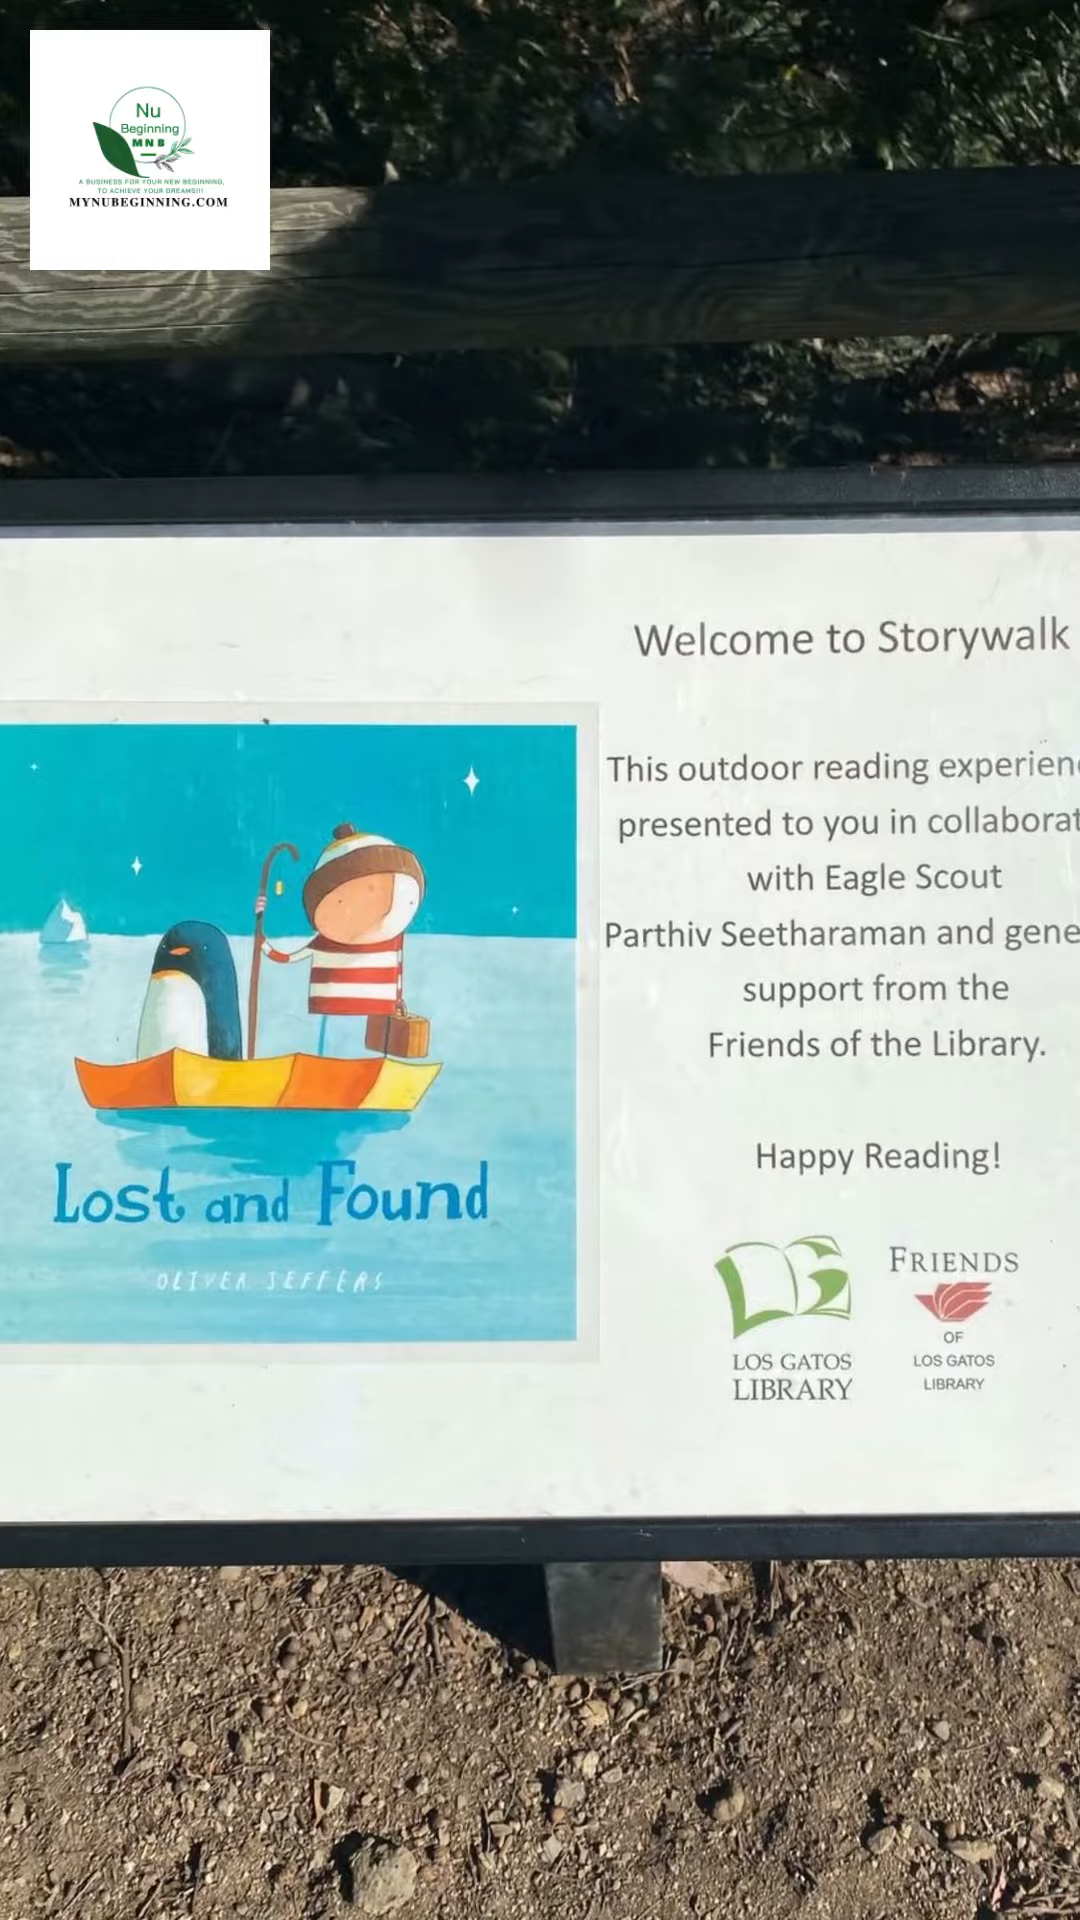 Nu
Beginning
MNB
A BUSINESS FOR YOUR NEW BEGINNING,
TO ACHIEVE YOUR DREAMS!!!
MYNUBEGINNING.COM
Welcome to Storywalk
This outdoor reading experien
presented to you in collaborat
with Eagle Scout
Parthiv Seetharaman and gene
support from the
Friends of the Library.
Happy Reading!
Lost and Found
OLIVER JEFFERS
LG
LOS GATOS
LIBRARY
FRIENDS
OF
LOS GATOS
LIBRARY